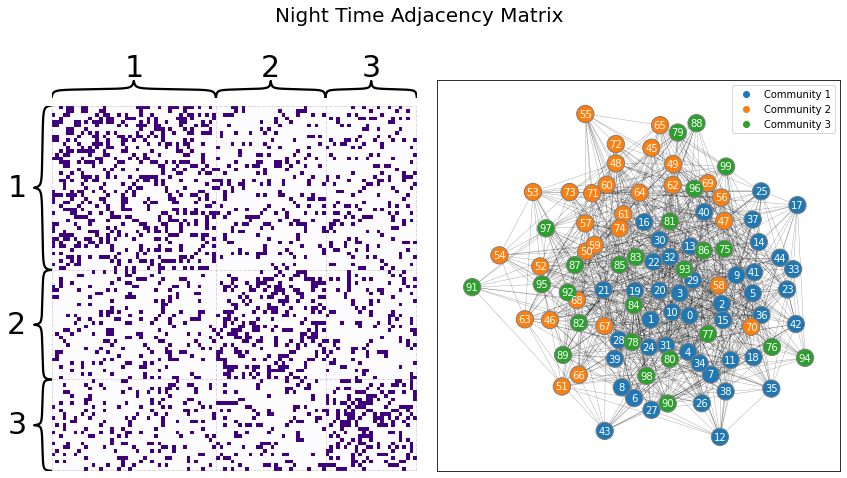 Night Time Adjacency Matrix
1 2 3
1
2
3
Community 1
Community 2
Community 3
55
65 79 88
72 45
48 49 99
53 73 71 60 64 62 96 69 56 25
17
61 16 81 40 47 37
97 57 74
59 50 30 13 86 75 14
54 52 87 85 83 22 32 93 44
9 41 33
91 95 92 68 21 19 20 3 29 58 5 23
84 2
63 46 82 67 1 10 0 15 70 36 42
28 78 24 31 77 76
89 39 80 4 34 11 18 94
51 66 98 7
8 6 38 35
27 90 26
43 12